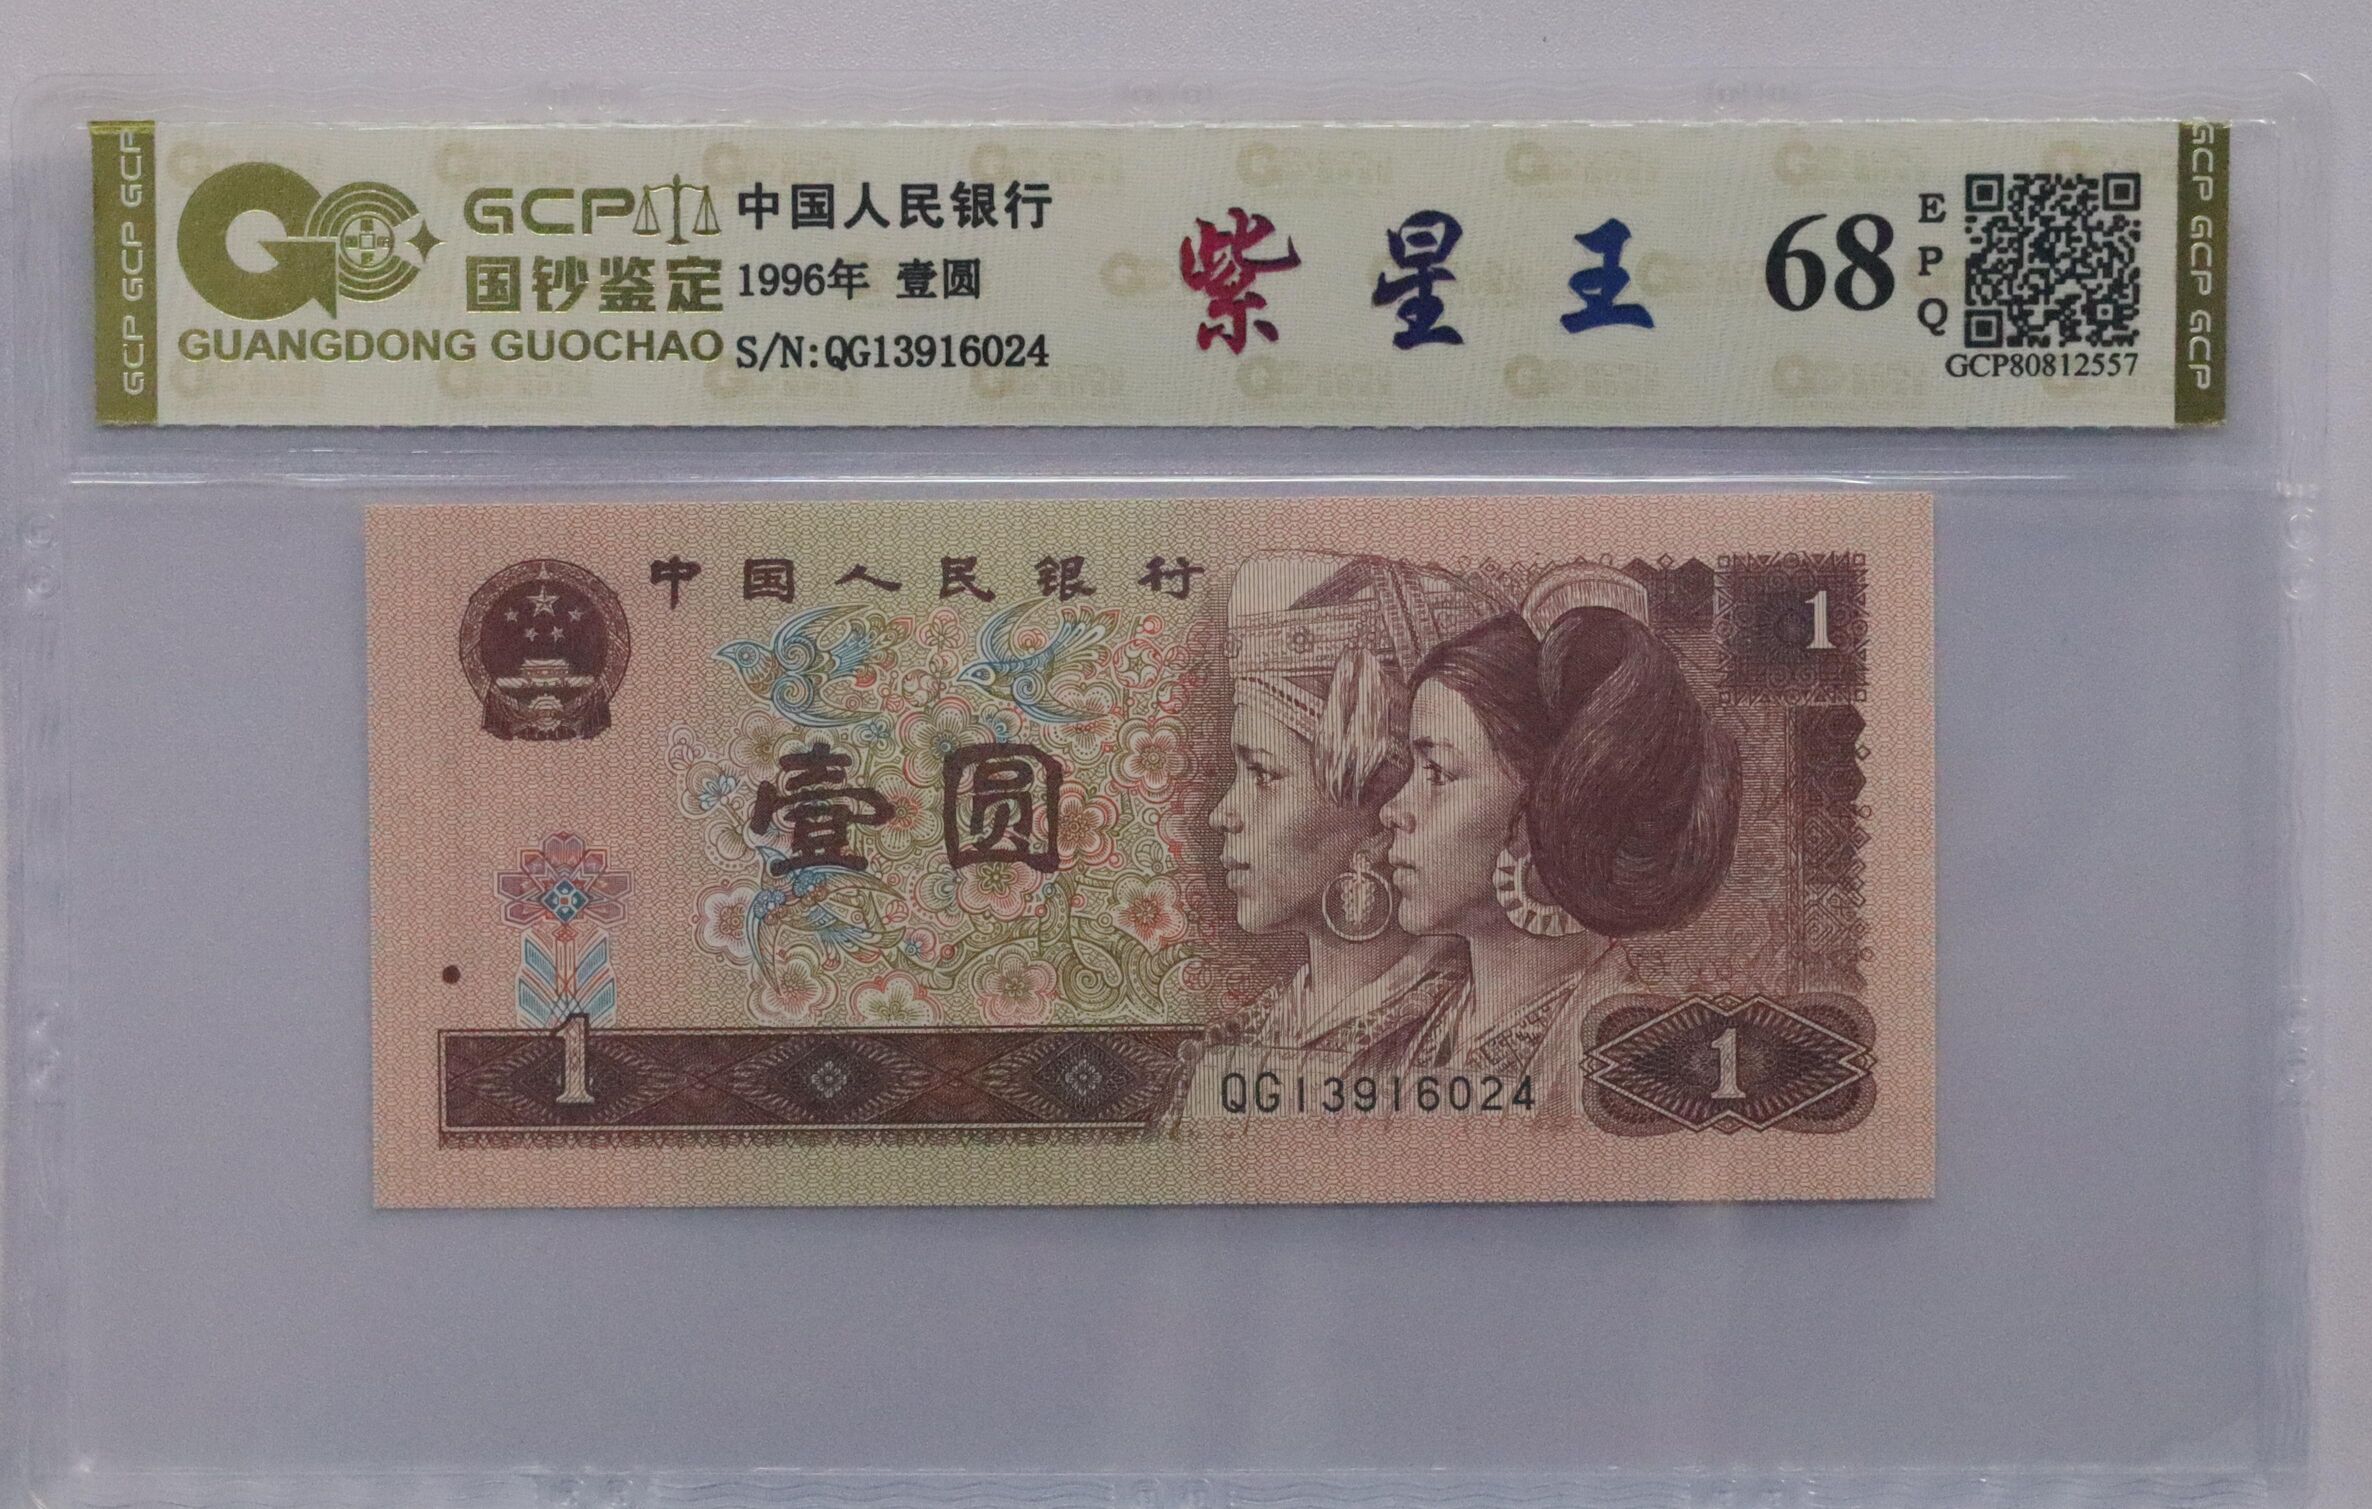 GCP GCP GCP
GCP
国钞鉴定
GUANGDONG GUOCHAO
中国人民银行
1996年 壹圆
S/N:QG13916024
紫星王
68
EPQ
GCP80812557
GCP GCP GCP
中国人民银行
1
壹圆
1
1
QG13916024